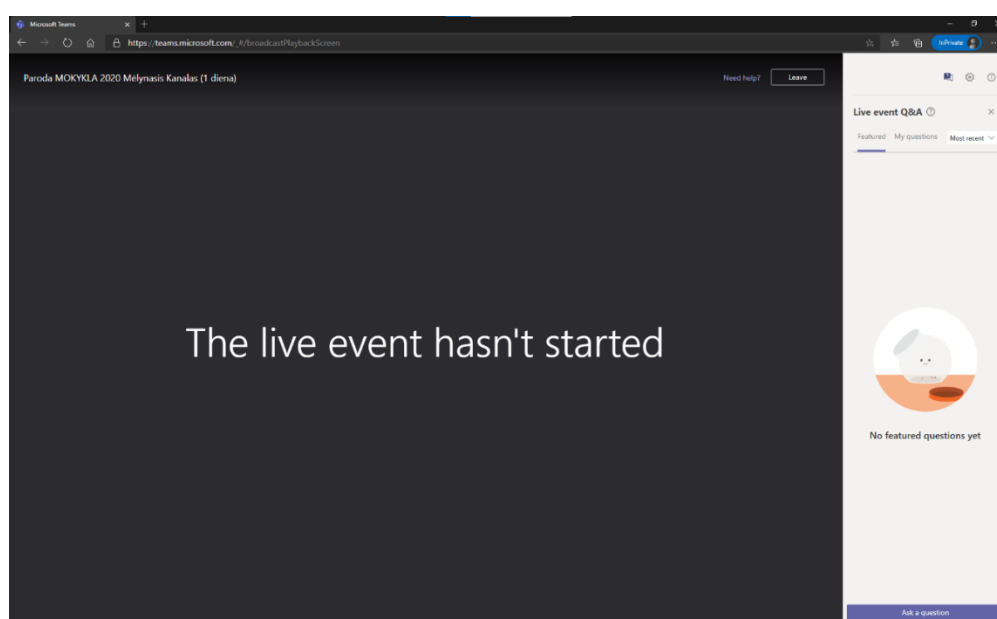 Microsoft Teams
https://teams.microsoft.com/_#/broadcastPlaybackScreen
InPrivate
Paroda MOKYKLA 2020 Mėlynasis Kanalas (1 diena)
Need help?
Leave
Live event Q&A
Featured
My questions
Most recent
The live event hasn't started
No featured questions yet
Ask a question